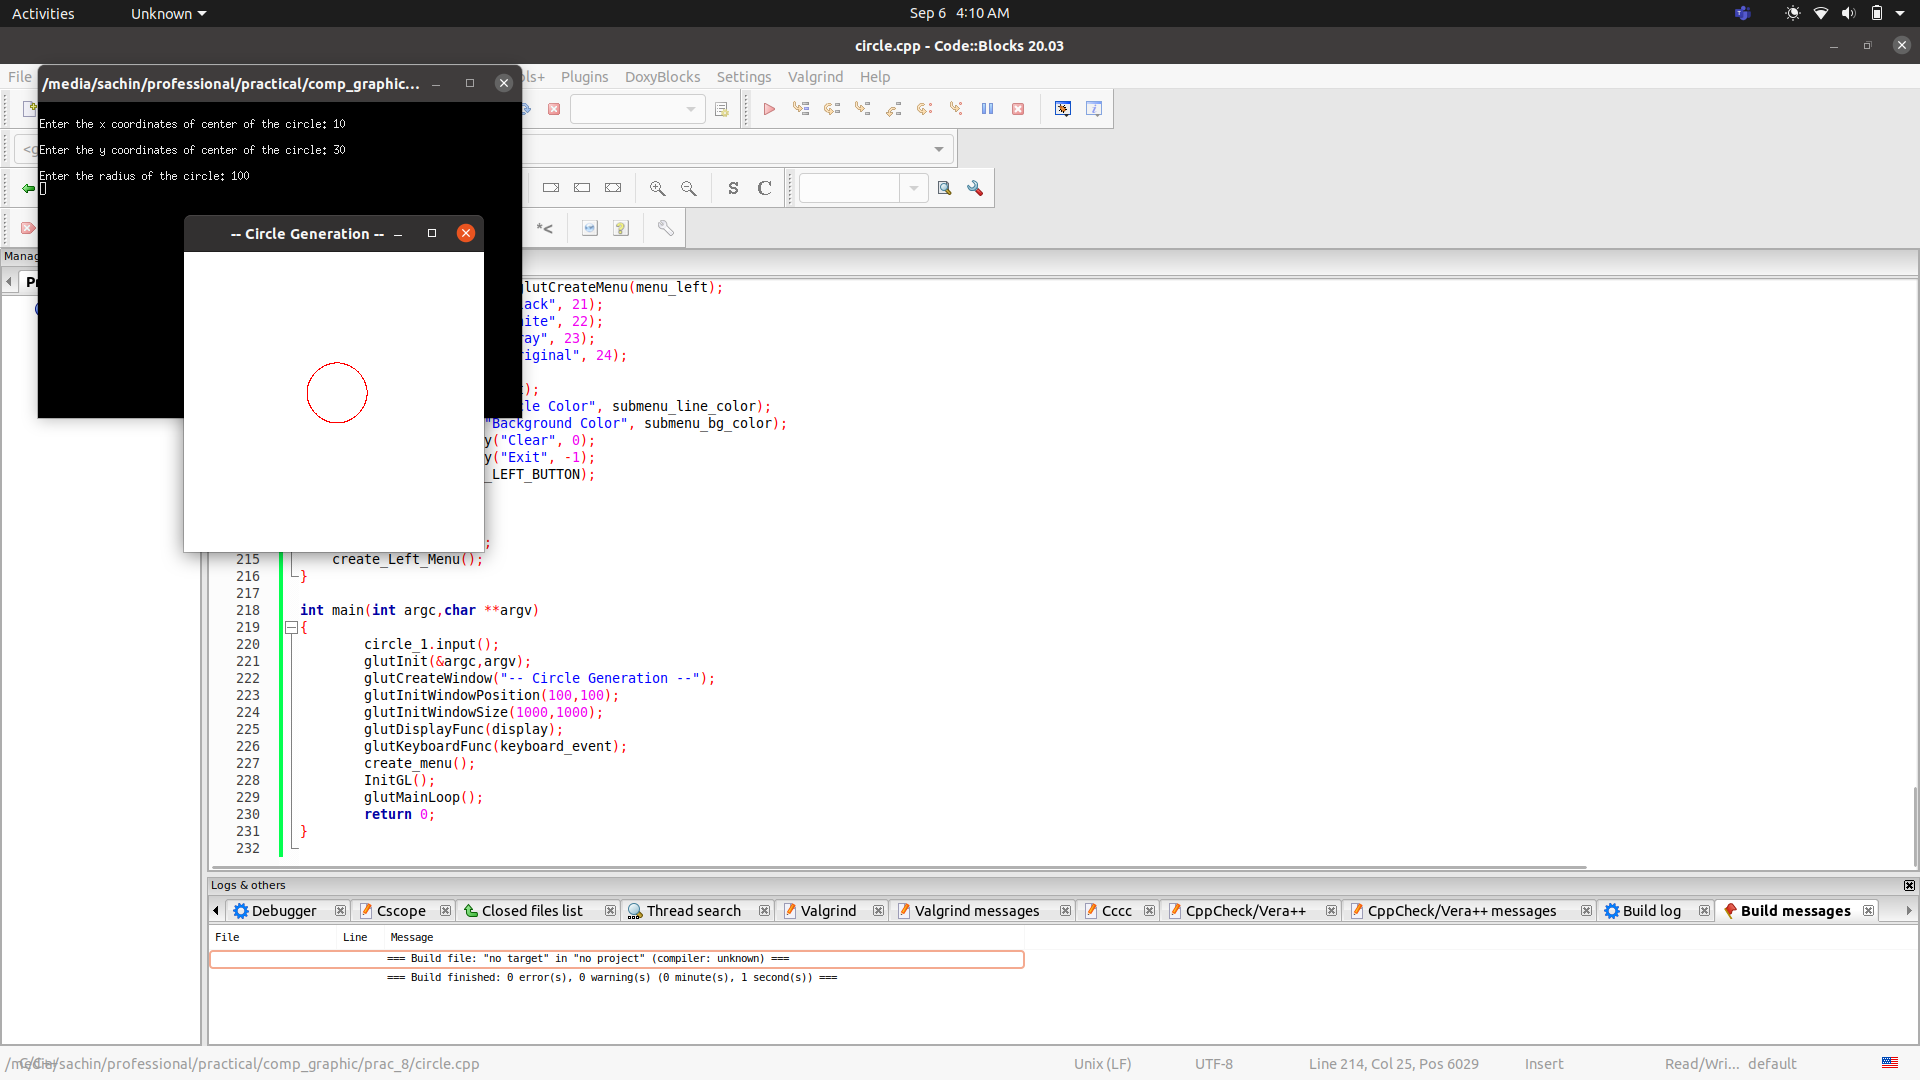 Activities Unknown Sep 6 4:10 AM
circle.cpp - Code::Blocks 20.03
File Plugins DoxyBlocks Settings Valgrind Help
/media/sachin/professional/practical/comp_graphic...
Enter the x coordinates of center of the circle: 10
Enter the y coordinates of center of the circle: 30
Enter the radius of the circle: 100
S C
*<
-- Circle Generation --
glutCreateMenu(menu_left);
lack", 21);
ite", 22);
ray", 23);
riginal", 24);
);
le Color", submenu_line_color);
"Background Color", submenu_bg_color);
y("Clear", 0);
y("Exit", -1);
_LEFT_BUTTON);
;
215 create_Left_Menu();
216 }
217
218 int main(int argc,char **argv)
219 {
220 circle_1.input();
221 glutInit(&argc,argv);
222 glutCreateWindow("-- Circle Generation --");
223 glutInitWindowPosition(100,100);
224 glutInitWindowSize(1000,1000);
225 glutDisplayFunc(display);
226 glutKeyboardFunc(keyboard_event);
227 create_menu();
228 InitGL();
229 glutMainLoop();
230 return 0;
231 }
232
Logs & others
Debugger Cscope Closed files list Thread search Valgrind Valgrind messages Cccc CppCheck/Vera++ CppCheck/Vera++ messages Build log Build messages
File Line Message
=== Build file: "no target" in "no project" (compiler: unknown) ===
=== Build finished: 0 error(s), 0 warning(s) (0 minute(s), 1 second(s)) ===
/media/sachin/professional/practical/comp_graphic/prac_8/circle.cpp Unix (LF) UTF-8 Line 214, Col 25, Pos 6029 Insert Read/Wri... default